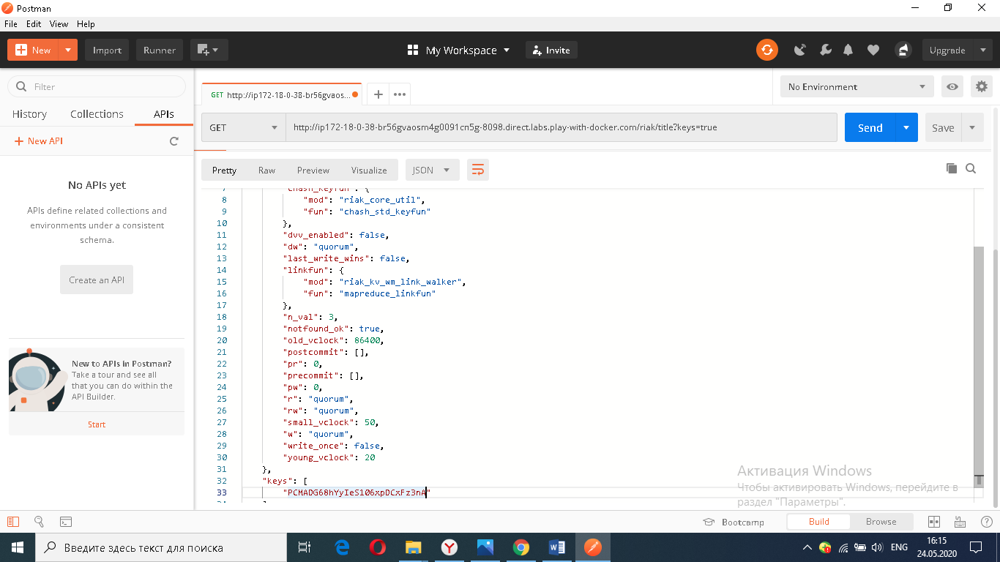 Postman
File Edit View Help
New Import Runner My Workspace Invite Upgrade
Filter
History Collections APIs
New API
No APIs yet
APIs define related collections and
environments under a consistent
schema.
Create an API
New to APIs in Postman?
Take a tour and see all
that you can do within the
API Builder.
Start
GET http://ip172-18-0-38-br56gvaos...
No Environment
GET http://ip172-18-0-38-br56gvaosm4g0091cn5g-8098.direct.labs.play-with-docker.com/riak/title?keys=true Send Save
Pretty Raw Preview Visualize JSON
7 "chash_keyfun": {
8 "mod": "riak_core_util",
9 "fun": "chash_std_keyfun"
10 },
11 "dvv_enabled": false,
12 "dw": "quorum",
13 "last_write_wins": false,
14 "linkfun": {
15 "mod": "riak_kv_wm_link_walker",
16 "fun": "mapreduce_linkfun"
17 },
18 "n_val": 3,
19 "notfound_ok": true,
20 "old_vclock": 86400,
21 "postcommit": [],
22 "pr": 0,
23 "precommit": [],
24 "pw": 0,
25 "r": "quorum",
26 "rw": "quorum",
27 "small_vclock": 50,
28 "w": "quorum",
29 "write_once": false,
30 "young_vclock": 20
31 },
32 "keys": [
33 "PCMADG68hYyIeS106xpDCxFz3nA"
Активация Windows
Чтобы активировать Windows, перейдите в
раздел "Параметры".
Bootcamp Build Browse
Введите здесь текст для поиска
ENG
16:15
24.05.2020